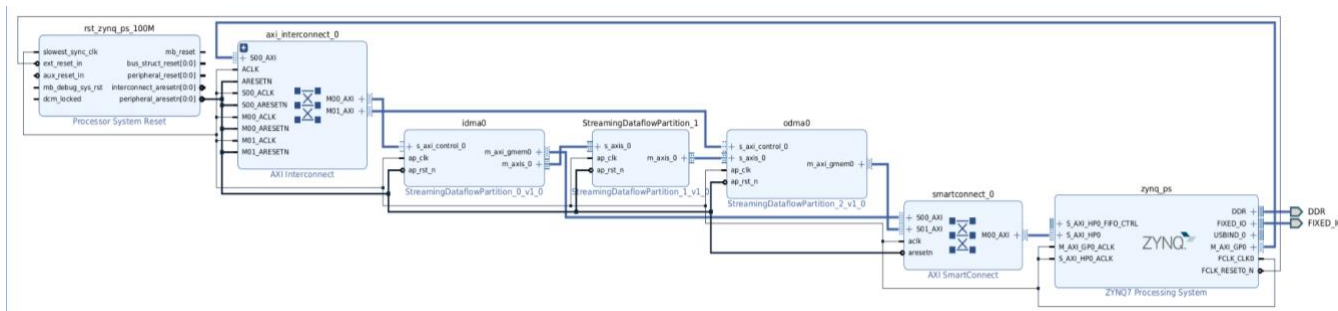 rst_zynq_ps_100M
slowest_sync_clk
ext_reset_in
aux_reset_in
mb_debug_sys_rst
dcm_locked
mb_reset
bus_struct_reset[0:0]
peripheral_reset[0:0]
interconnect_aresetn[0:0]
peripheral_aresetn[0:0]
Processor System Reset
axi_interconnect_0
S00_AXI
ACLK
ARESETN
S00_ACLK
S00_ARESETN
M00_ACLK
M00_ARESETN
M01_ACLK
M01_ARESETN
M00_AXI
M01_AXI
AXI Interconnect
idma0
s_axi_control_0
ap_clk
ap_rst_n
m_axi_gmem0
m_axis_0
StreamingDataflowPartition_0_v1_0
StreamingDataflowPartition_1
s_axis_0
ap_clk
ap_rst_n
m_axis_0
StreamingDataflowPartition_1_v1_0
odma0
s_axi_control_0
s_axis_0
ap_clk
ap_rst_n
m_axi_gmem0
StreamingDataflowPartition_2_v1_0
smartconnect_0
S00_AXI
S01_AXI
aclk
aresetn
M00_AXI
AXI SmartConnect
zynq_ps
S_AXI_HP0_FIFO_CTRL
S_AXI_HP0
M_AXI_GP0_ACLK
S_AXI_HP0_ACLK
ZYNQ
DDR
FIXED_IO
USBIND_0
M_AXI_GP0
FCLK_CLK0
FCLK_RESET0_N
ZYNQ7 Processing System
DDR